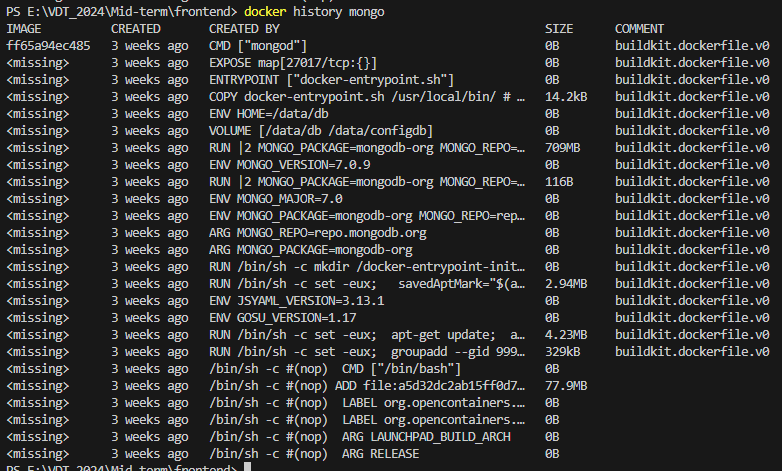 PS E:\VDT_2024\Mid-term\frontend> docker history mongo
IMAGE CREATED CREATED BY SIZE COMMENT
ff65a94ec485 3 weeks ago CMD ["mongod"] 0B buildkit.dockerfile.v0
<missing> 3 weeks ago EXPOSE map[27017/tcp:{}] 0B buildkit.dockerfile.v0
<missing> 3 weeks ago ENTRYPOINT ["docker-entrypoint.sh"] 0B buildkit.dockerfile.v0
<missing> 3 weeks ago COPY docker-entrypoint.sh /usr/local/bin/ # … 14.2kB buildkit.dockerfile.v0
<missing> 3 weeks ago ENV HOME=/data/db 0B buildkit.dockerfile.v0
<missing> 3 weeks ago VOLUME [/data/db /data/configdb] 0B buildkit.dockerfile.v0
<missing> 3 weeks ago RUN |2 MONGO_PACKAGE=mongodb-org MONGO_REPO=… 709MB buildkit.dockerfile.v0
<missing> 3 weeks ago ENV MONGO_VERSION=7.0.9 0B buildkit.dockerfile.v0
<missing> 3 weeks ago RUN |2 MONGO_PACKAGE=mongodb-org MONGO_REPO=… 116B buildkit.dockerfile.v0
<missing> 3 weeks ago ENV MONGO_MAJOR=7.0 0B buildkit.dockerfile.v0
<missing> 3 weeks ago ENV MONGO_PACKAGE=mongodb-org MONGO_REPO=rep… 0B buildkit.dockerfile.v0
<missing> 3 weeks ago ARG MONGO_REPO=repo.mongodb.org 0B buildkit.dockerfile.v0
<missing> 3 weeks ago ARG MONGO_PACKAGE=mongodb-org 0B buildkit.dockerfile.v0
<missing> 3 weeks ago RUN /bin/sh -c mkdir /docker-entrypoint-init… 0B buildkit.dockerfile.v0
<missing> 3 weeks ago RUN /bin/sh -c set -eux; savedAptMark="$(a… 2.94MB buildkit.dockerfile.v0
<missing> 3 weeks ago ENV JSYAML_VERSION=3.13.1 0B buildkit.dockerfile.v0
<missing> 3 weeks ago ENV GOSU_VERSION=1.17 0B buildkit.dockerfile.v0
<missing> 3 weeks ago RUN /bin/sh -c set -eux; apt-get update; a… 4.23MB buildkit.dockerfile.v0
<missing> 3 weeks ago RUN /bin/sh -c set -eux; groupadd --gid 999… 329kB buildkit.dockerfile.v0
<missing> 3 weeks ago /bin/sh -c #(nop) CMD ["/bin/bash"] 0B
<missing> 3 weeks ago /bin/sh -c #(nop) ADD file:a5d32dc2ab15ff0d7… 77.9MB
<missing> 3 weeks ago /bin/sh -c #(nop) LABEL org.opencontainers.… 0B
<missing> 3 weeks ago /bin/sh -c #(nop) LABEL org.opencontainers.… 0B
<missing> 3 weeks ago /bin/sh -c #(nop) ARG LAUNCHPAD_BUILD_ARCH 0B
<missing> 3 weeks ago /bin/sh -c #(nop) ARG RELEASE 0B
PS E:\VDT_2024\Mid-term\frontend>